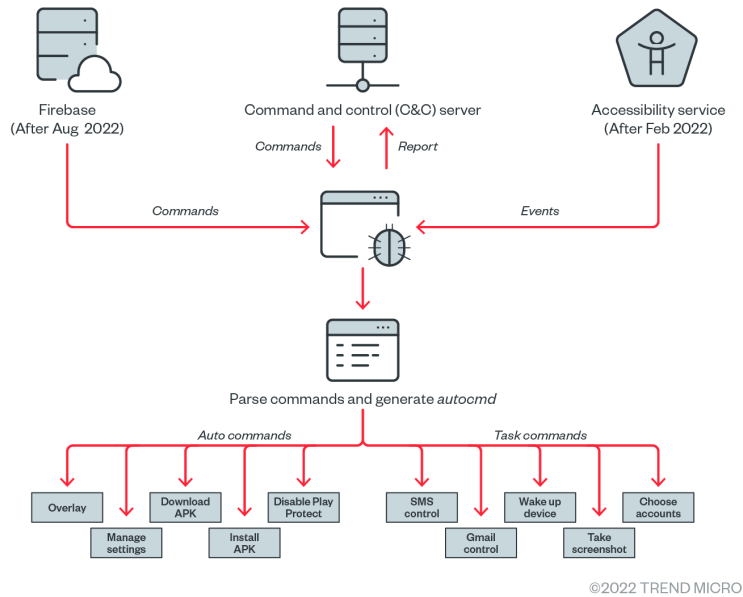 Firebase
(After Aug 2022)
Command and control (C&C) server
Accessibility service
(After Feb 2022)
Commands
Report
Commands
Events
Parse commands and generate autocmd
Auto commands
Task commands
Overlay
Manage
settings
Download
APK
Install
APK
Disable Play
Protect
SMS
control
Gmail
control
Wake up
device
Take
screenshot
Choose
accounts
©2022 TREND MICRO